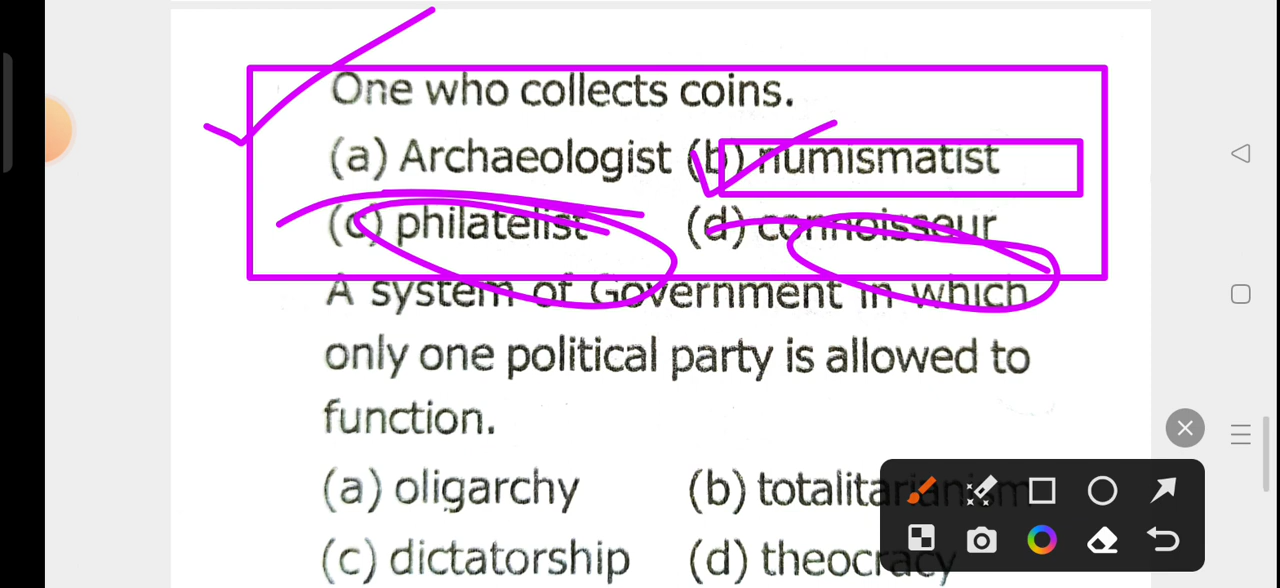 One who collects coins.
(a) Archaeologist (b) numismatist
(c) philatelist (d) connoisseur
A system of Government in which
only one political party is allowed to
function.
(a) oligarchy (b) totalitarianism
(c) dictatorship (d) theocracy